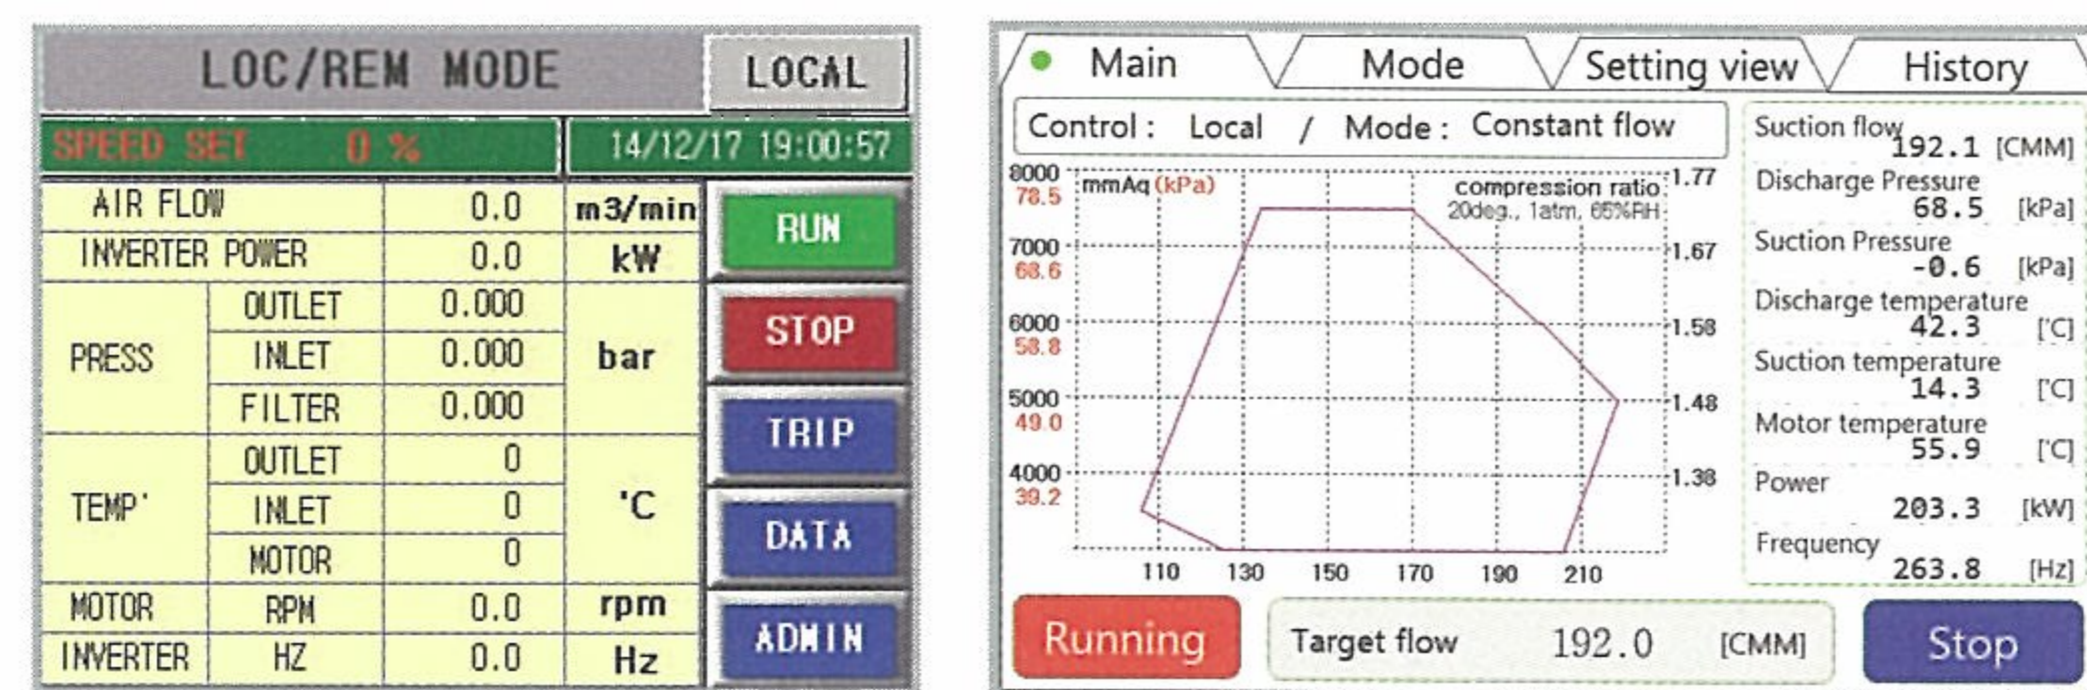 LOC/REM MODE LOCAL
SPEED SET 0 % 14/12/17 19:00:57
AIR FLOW 0.0 m3/min RUN
INVERTER POWER 0.0 kW
PRESS OUTLET 0.000 bar STOP
INLET 0.000
FILTER 0.000 TRIP
TEMP' OUTLET 0 'C
INLET 0 DATA
MOTOR 0
MOTOR RPM 0.0 rpm ADMIN
INVERTER HZ 0.0 Hz
Main Mode Setting view History
Control : Local / Mode : Constant flow
8000 mmAq (kPa) compression ratio 1.77
78.5 20deg., 1atm, 65%RH
7000 1.67
68.6
6000 1.58
58.8
5000 1.48
49.0
4000 1.38
39.2
110 130 150 170 190 210
Suction flow
192.1 [CMM]
Discharge Pressure
68.5 [kPa]
Suction Pressure
-0.6 [kPa]
Discharge temperature
42.3 ['C]
Suction temperature
14.3 ['C]
Motor temperature
55.9 ['C]
Power
203.3 [kW]
Frequency
263.8 [Hz]
Running Target flow 192.0 [CMM] Stop